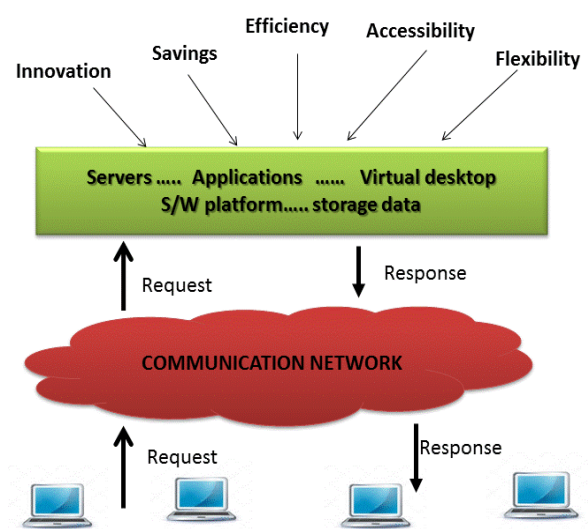 Efficiency
Accessibility
Savings
Flexibility
Innovation
Servers ….. Applications …… Virtual desktop
S/W platform….. storage data
Request
Response
COMMUNICATION NETWORK
Request
Response